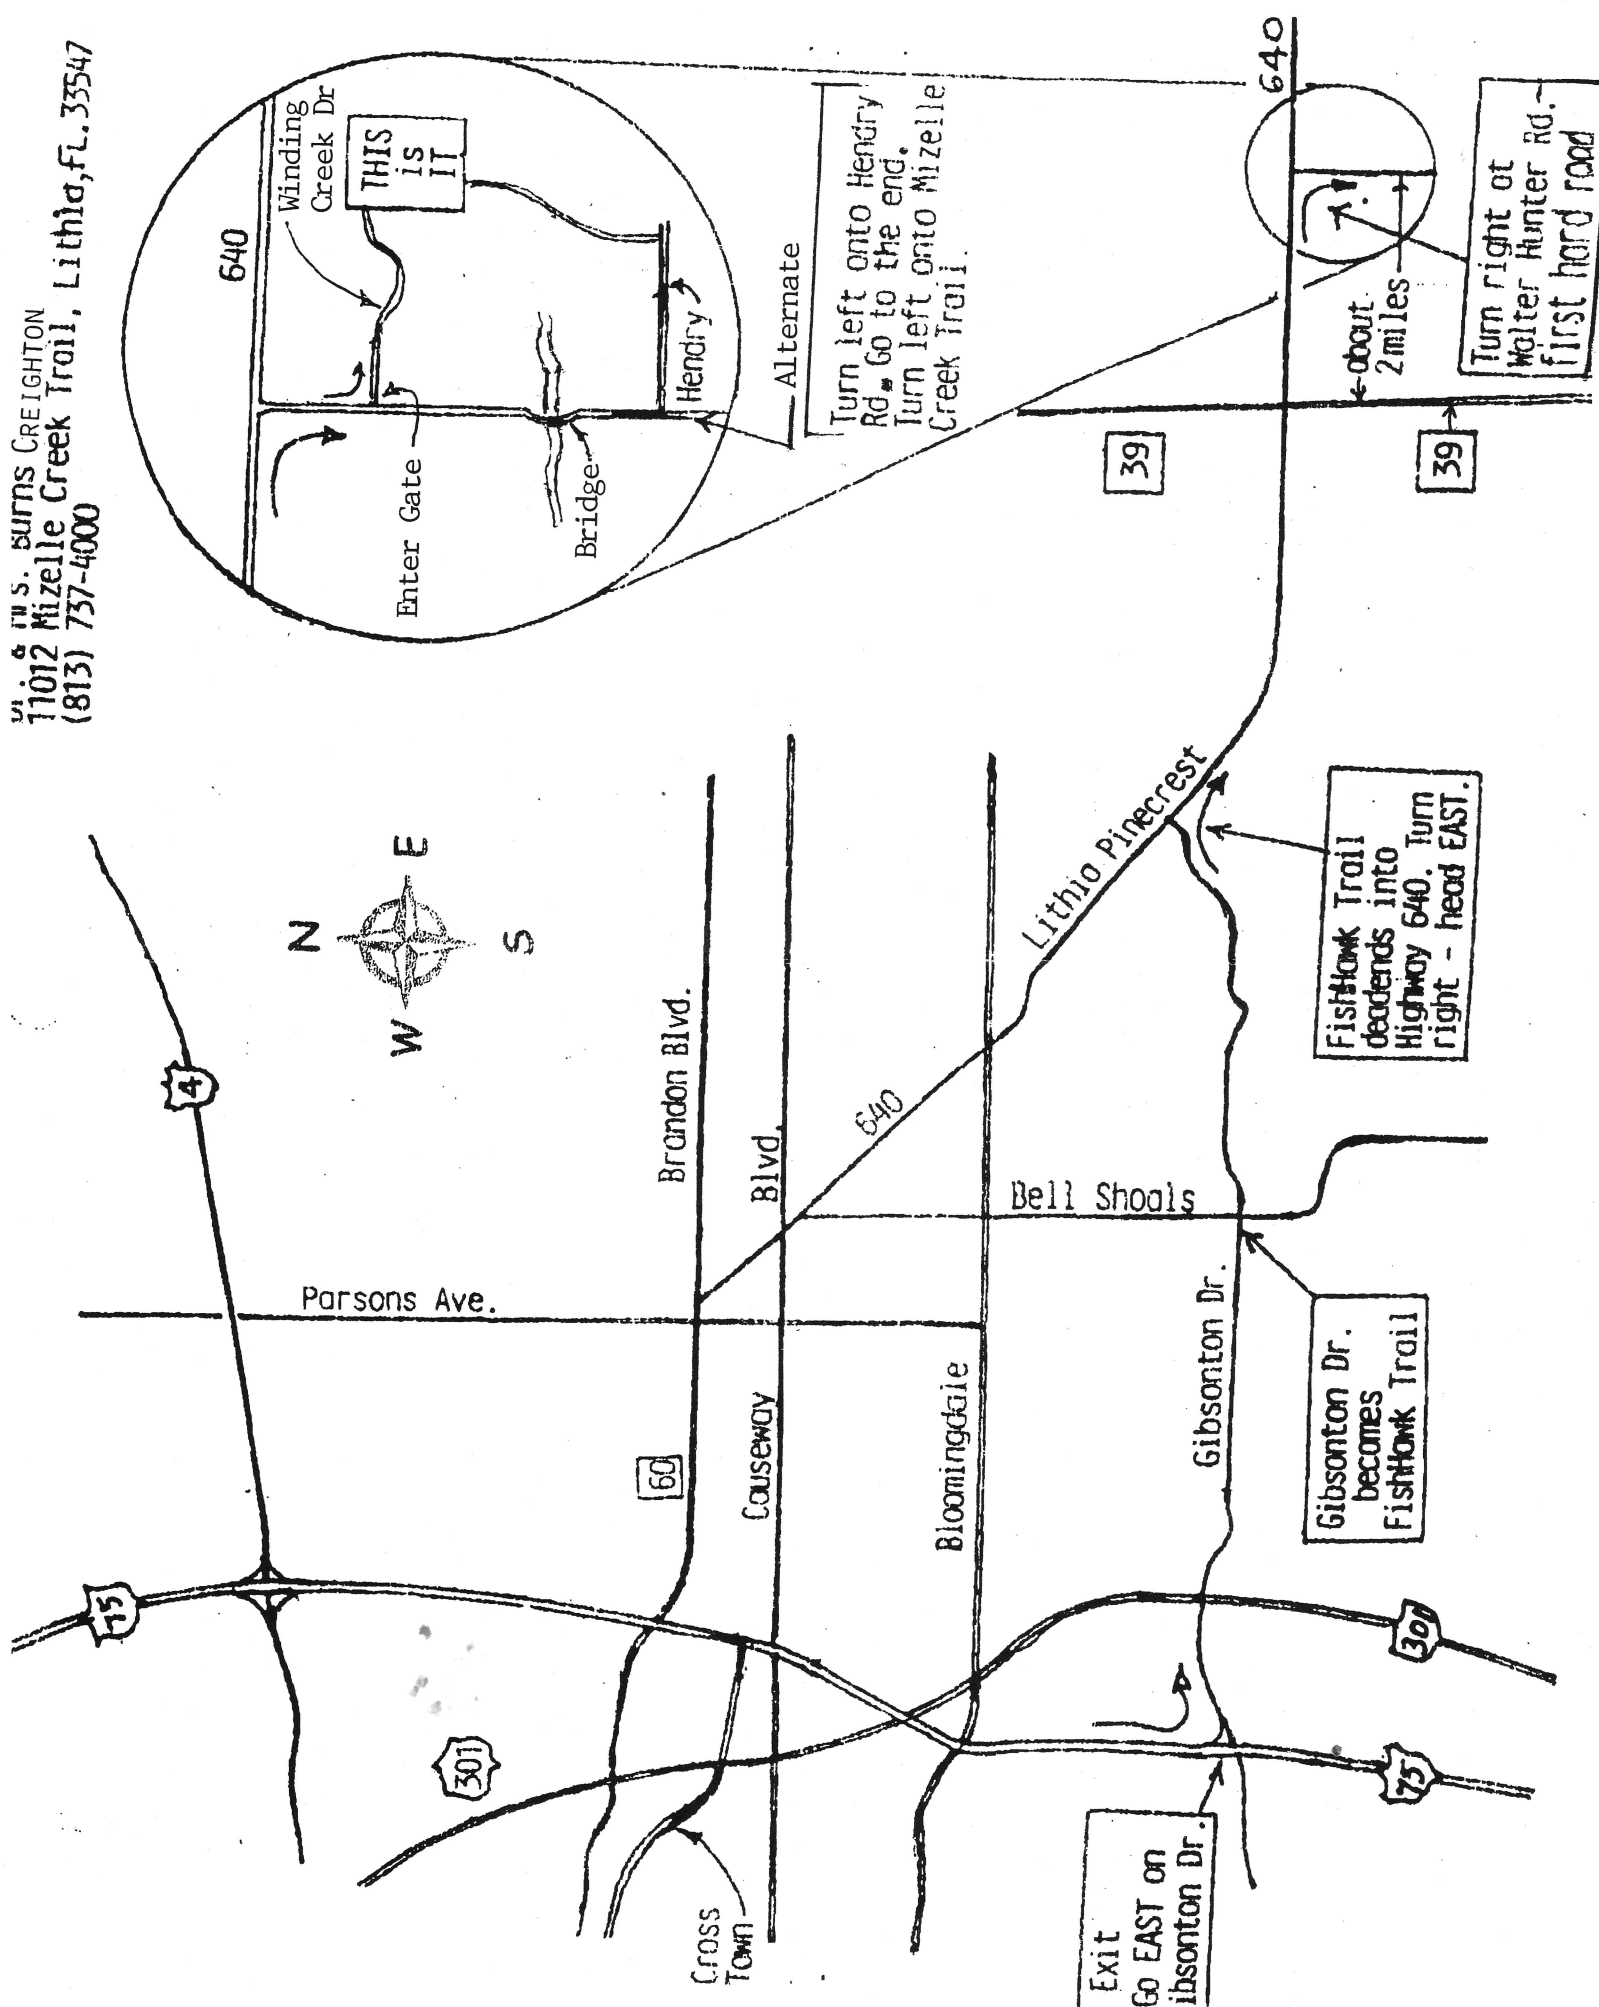 Burns CREIGHTON
11012 Mizelle Creek Trail, Lithia, FL. 33547
(813) 737-4000
640
Winding
Creek Dr
THIS
is
IT
Enter Gate
Bridge
Hendry
Alternate
Turn left onto Hendry
Rd. Go to the end.
Turn left onto Mizelle
Creek Trail.
N
W
E
S
4
75
301
60
Parsons Ave.
Brandon Blvd.
Causeway
Blvd.
Cross
Town
Bloomingdale
640
Bell Shoals
Lithia Pinecrest
Gibsonton Dr.
39
39
640
about
2miles
Turn right at
Walter Hunter Rd.-
first hard road
FishHawk Trail
deadends into
Highway 640. Turn
right - head EAST.
Gibsonton Dr.
becomes
FishHawk Trail
Exit
Go EAST on
ibsonton Dr.
301
75